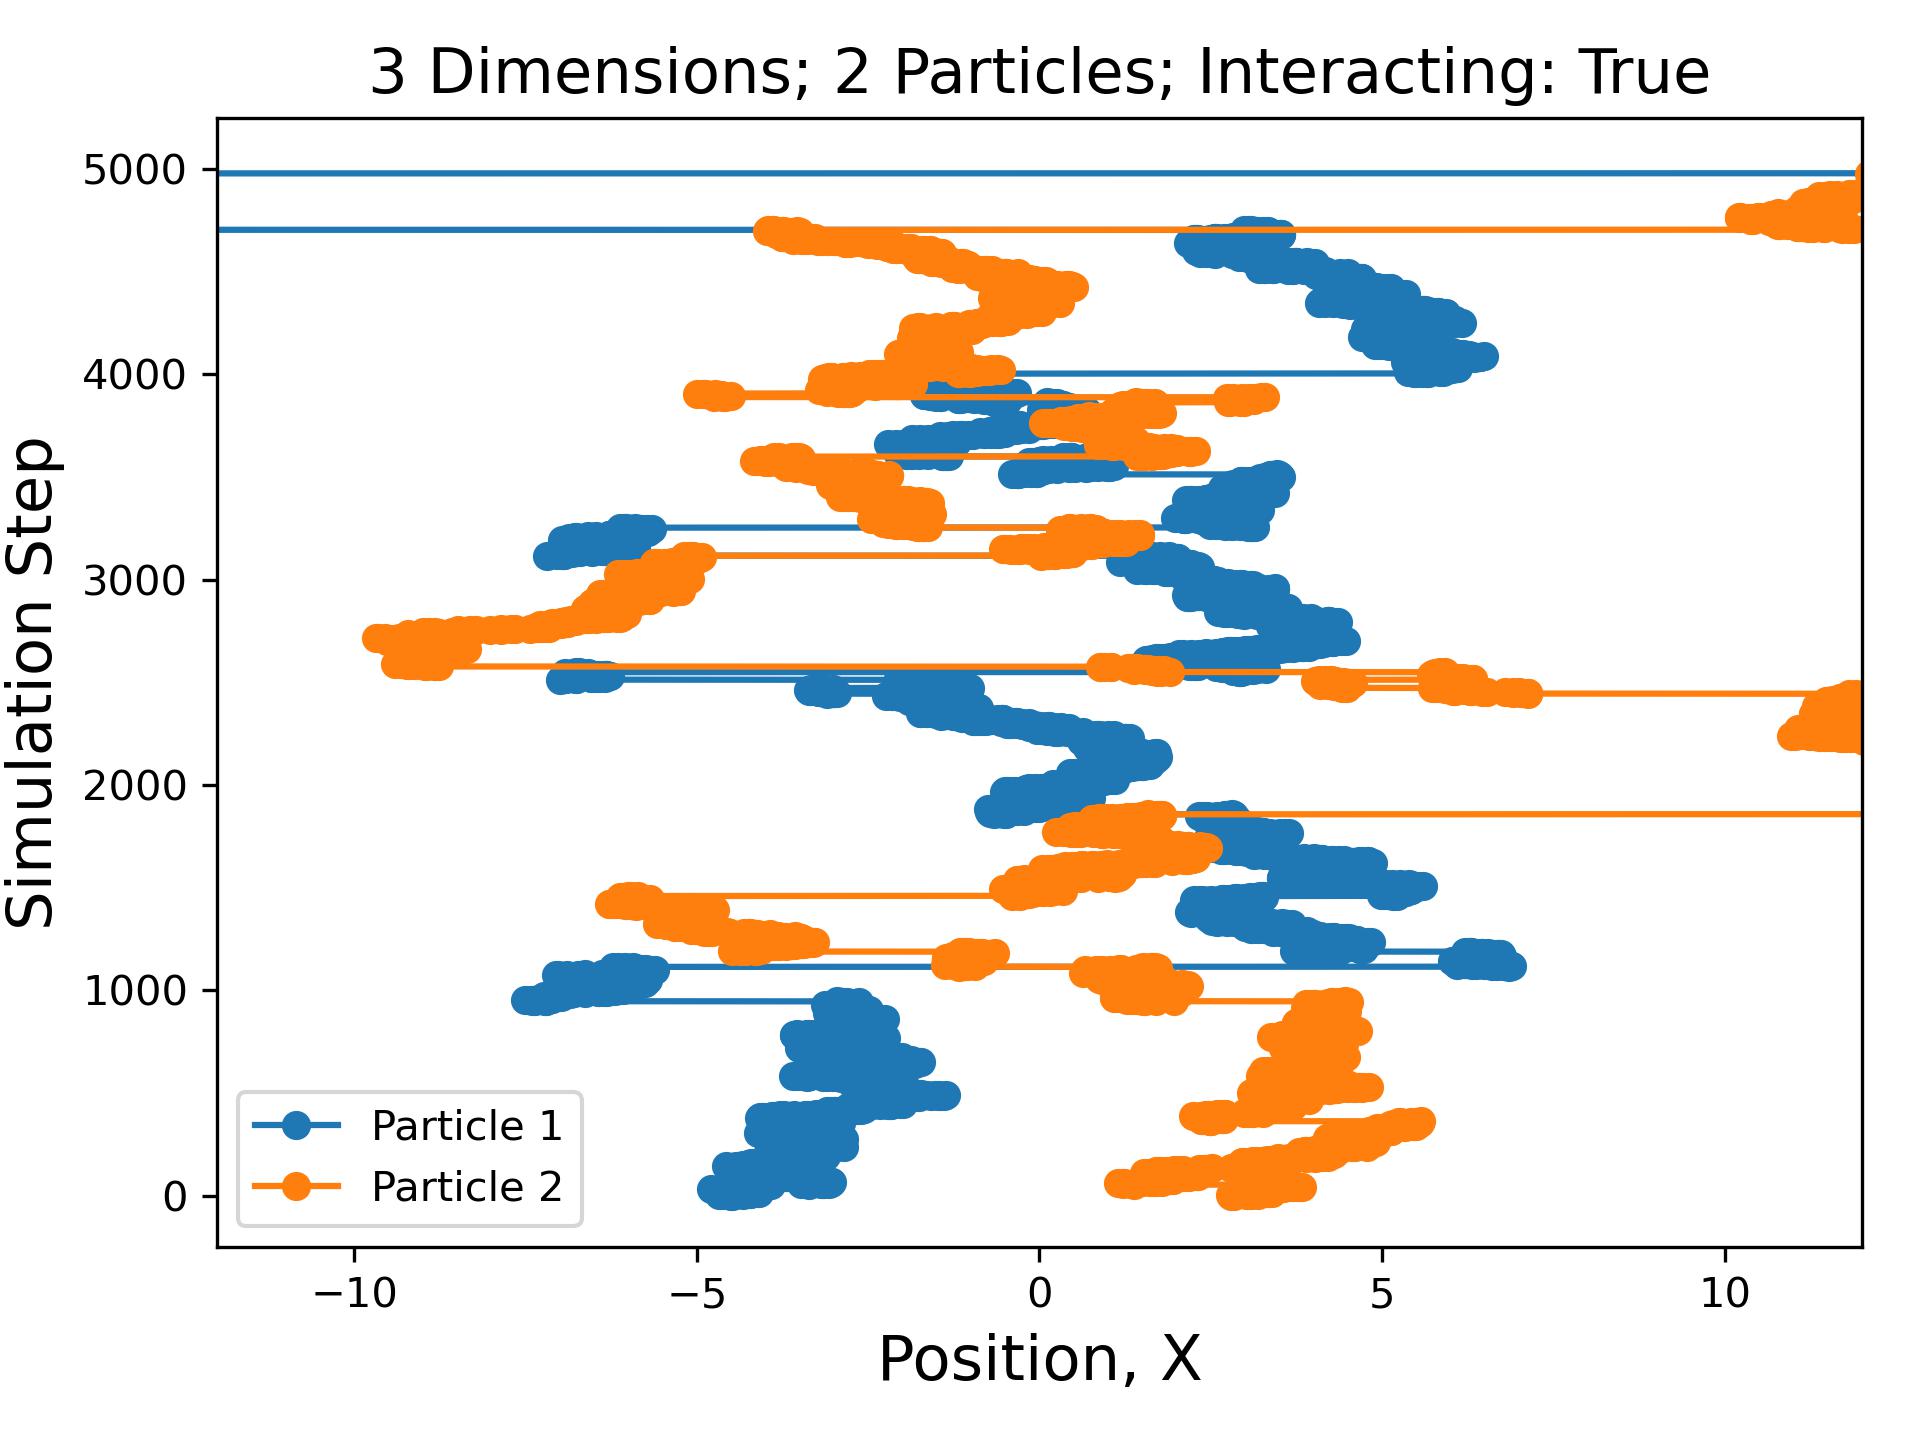 3 Dimensions; 2 Particles; Interacting: True
Simulation Step
5000
4000
3000
2000
1000
0
Particle 1
Particle 2
−10
−5
0
5
10
Position, X